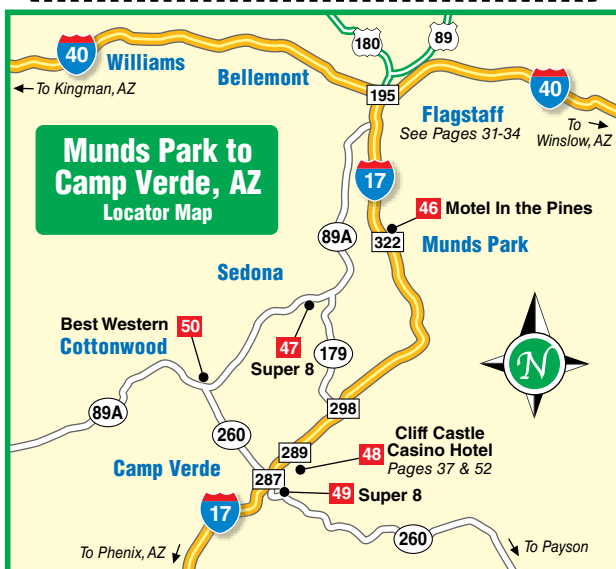 180
89
40
Williams
Bellemont
To Kingman, AZ
195
Flagstaff
See Pages 31-34
40
To
Winslow, AZ
Munds Park to
Camp Verde, AZ
Locator Map
17
46 Motel In the Pines
89A
322
Munds Park
Sedona
Best Western 50
Cottonwood
47
Super 8
179
N
89A
298
260
Cliff Castle
289
48 Casino Hotel
Pages 37 & 52
Camp Verde
287
49 Super 8
17
260
To Phenix, AZ
To Payson